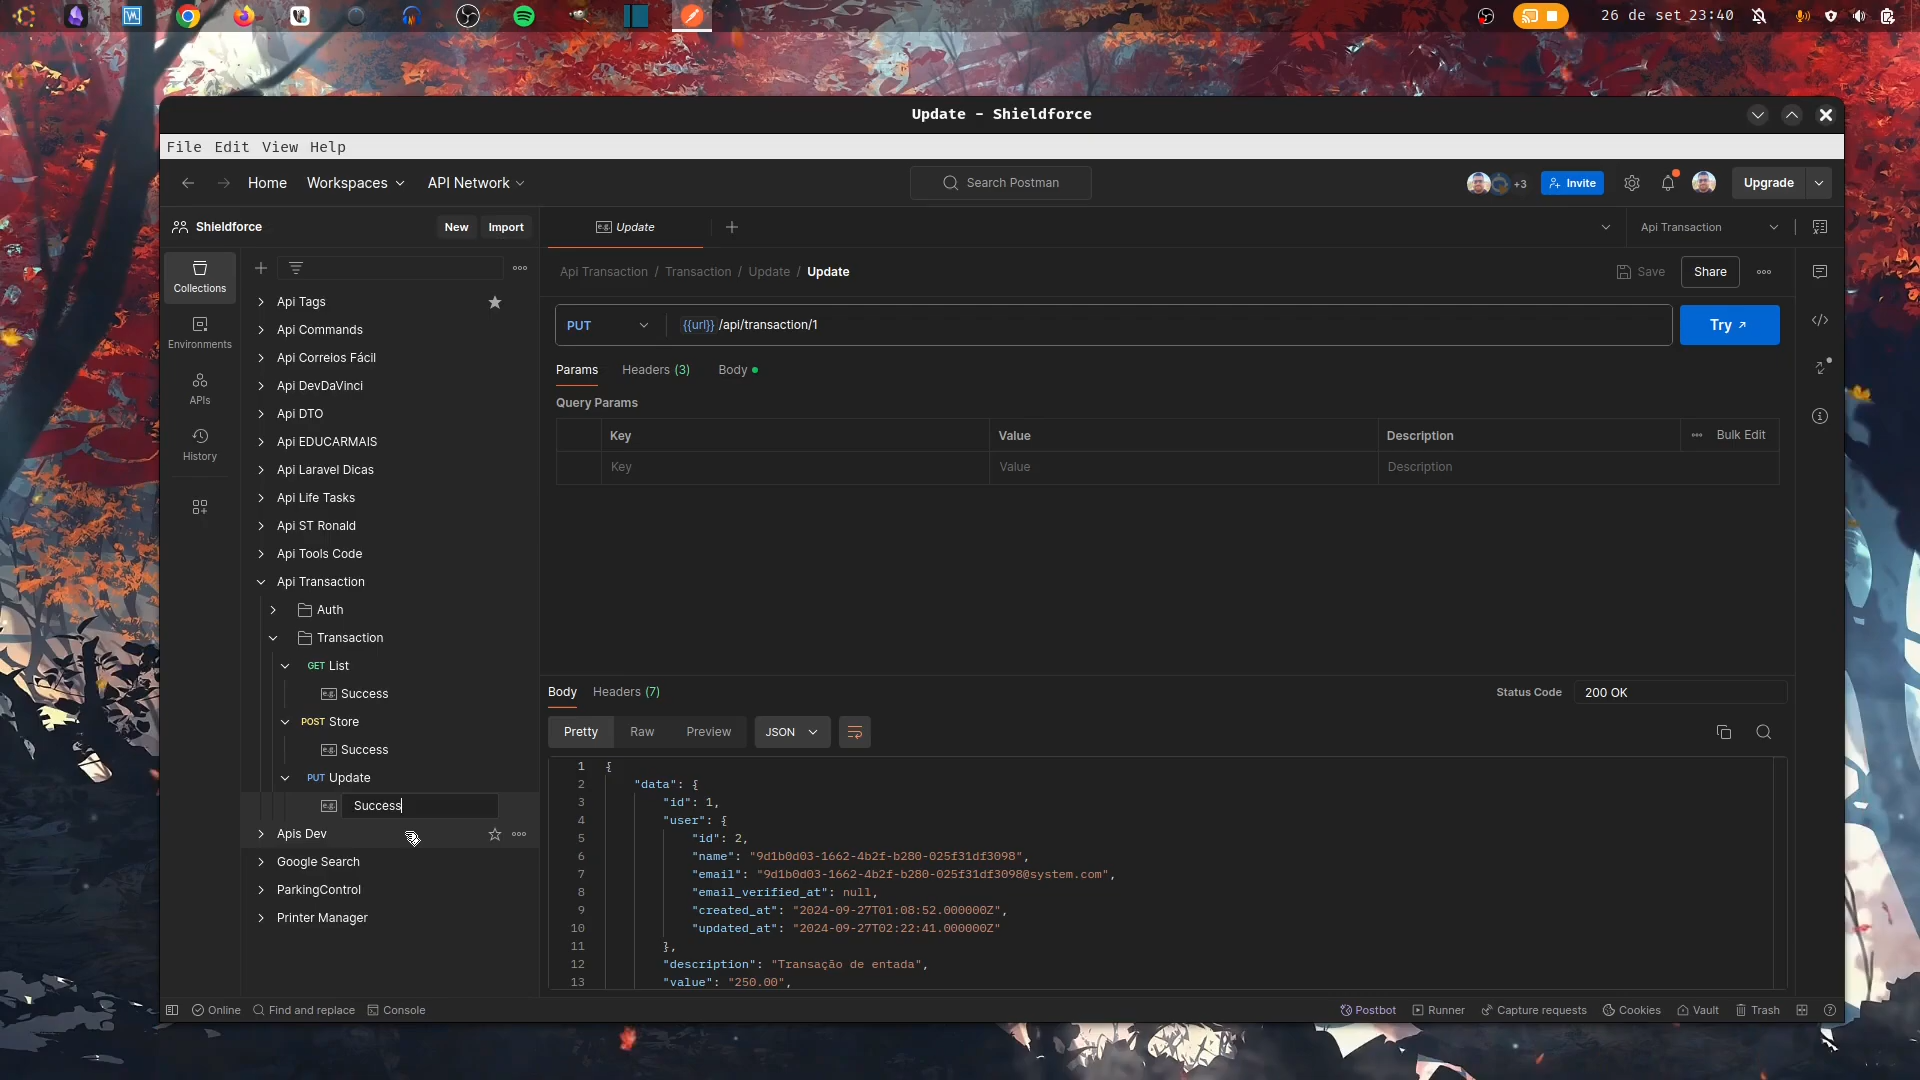 26 de set 23:40
Update - Shieldforce
File Edit View Help
Home Workspaces API Network
Search Postman
+3 Invite Upgrade
Shieldforce New Import
Update
Api Transaction
Collections
Environments
APIs
History
Api Tags
Api Commands
Api Correios Fácil
Api DevDaVinci
Api DTO
Api EDUCARMAIS
Api Laravel Dicas
Api Life Tasks
Api ST Ronald
Api Tools Code
Api Transaction
Auth
Transaction
GET List
e.g. Success
POST Store
e.g. Success
PUT Update
e.g. Success
Apis Dev
Google Search
ParkingControl
Printer Manager
Api Transaction / Transaction / Update / Update
Save Share
PUT {{url}} /api/transaction/1
Try
Params Headers (3) Body
Query Params
Key Value Description Bulk Edit
Key Value Description
Body Headers (7) Status Code 200 OK
Pretty Raw Preview JSON
1 {
2 "data": {
3 "id": 1,
4 "user": {
5 "id": 2,
6 "name": "9d1b0d03-1662-4b2f-b280-025f31df3098",
7 "email": "9d1b0d03-1662-4b2f-b280-025f31df3098@system.com",
8 "email_verified_at": null,
9 "created_at": "2024-09-27T01:08:52.000000Z",
10 "updated_at": "2024-09-27T02:22:41.000000Z"
11 },
12 "description": "Transação de entada",
13 "value": "250.00",
Online Find and replace Console
Postbot Runner Capture requests Cookies Vault Trash